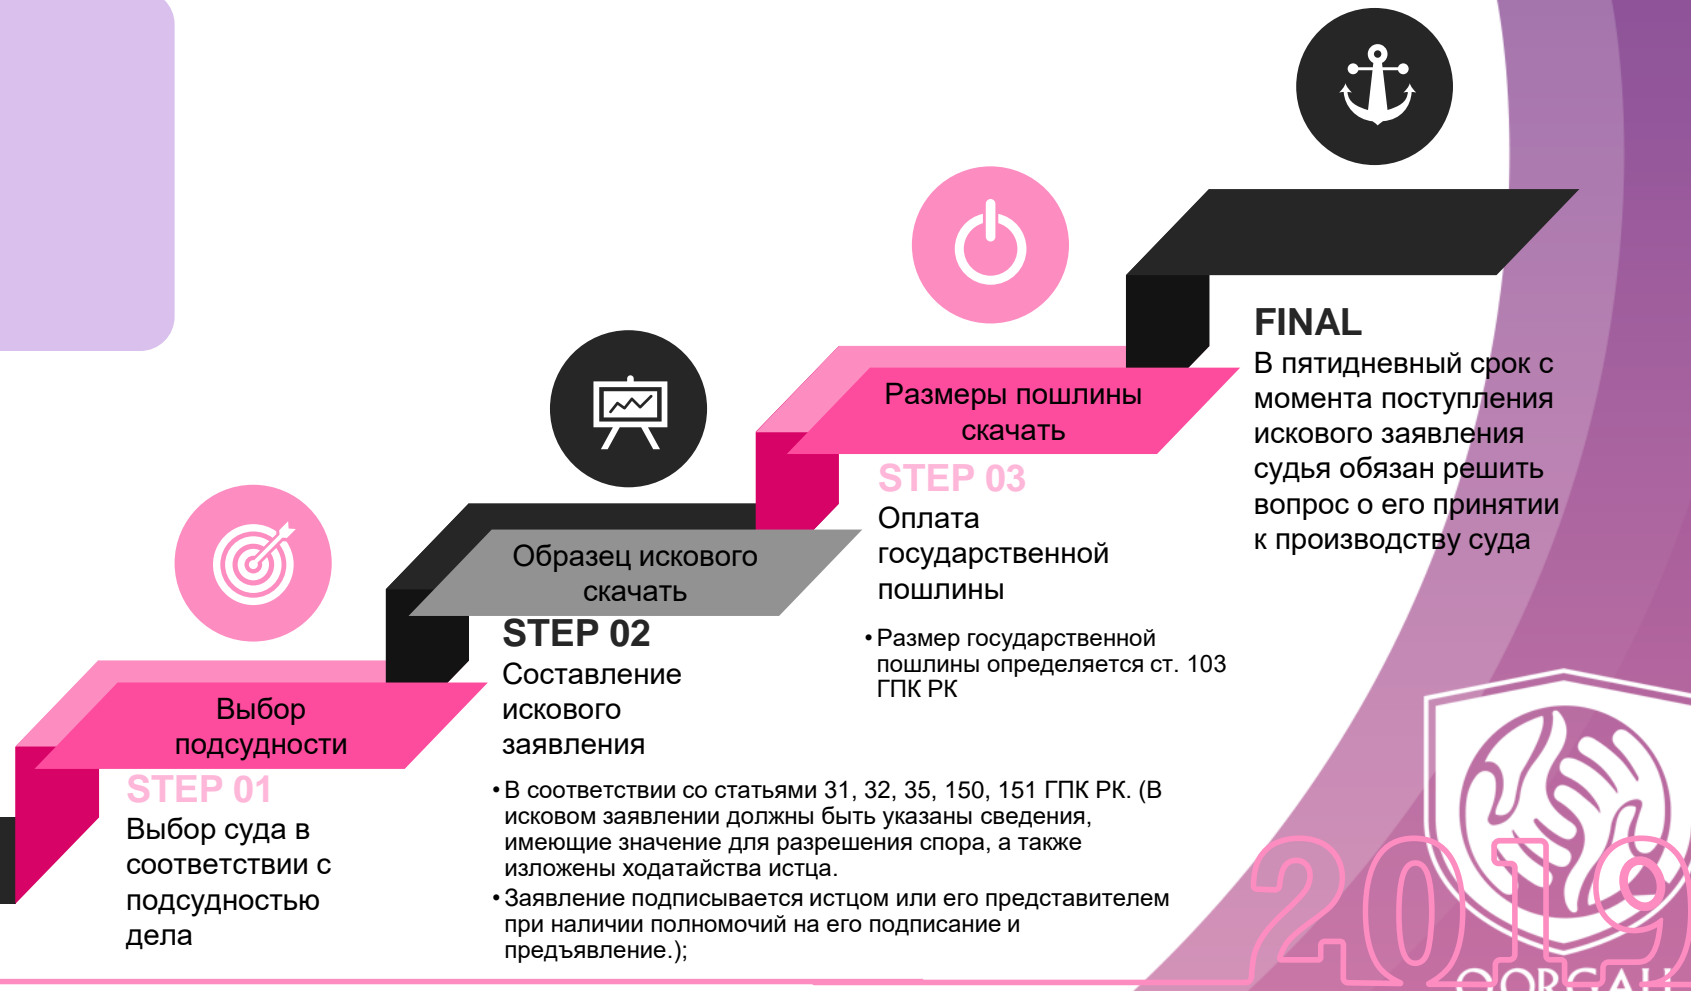 Выбор
подсудности
STEP 01
Выбор суда в
соответствии с
подсудностью
дела
Образец искового
скачать
STEP 02
Составление
искового
заявления
• В соответствии со статьями 31, 32, 35, 150, 151 ГПК РК. (В
исковом заявлении должны быть указаны сведения,
имеющие значение для разрешения спора, а также
изложены ходатайства истца.
• Заявление подписывается истцом или его представителем
при наличии полномочий на его подписание и
предъявление.);
Размеры пошлины
скачать
STEP 03
Оплата
государственной
пошлины
• Размер государственной
пошлины определяется ст. 103
ГПК РК
FINAL
В пятидневный срок с
момента поступления
искового заявления
судья обязан решить
вопрос о его принятии
к производству суда
2019